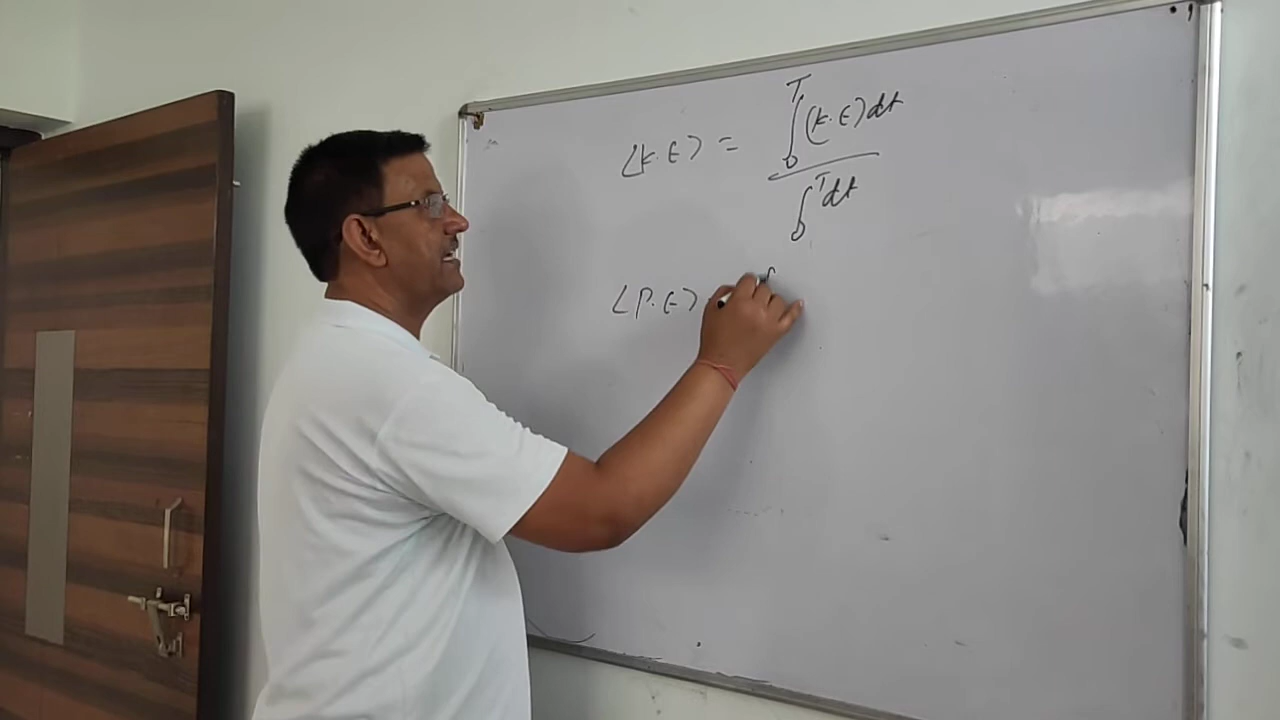 <K.E> = ∫₀ᵀ (K.E) dt / ∫₀ᵀ dt
<P.E>